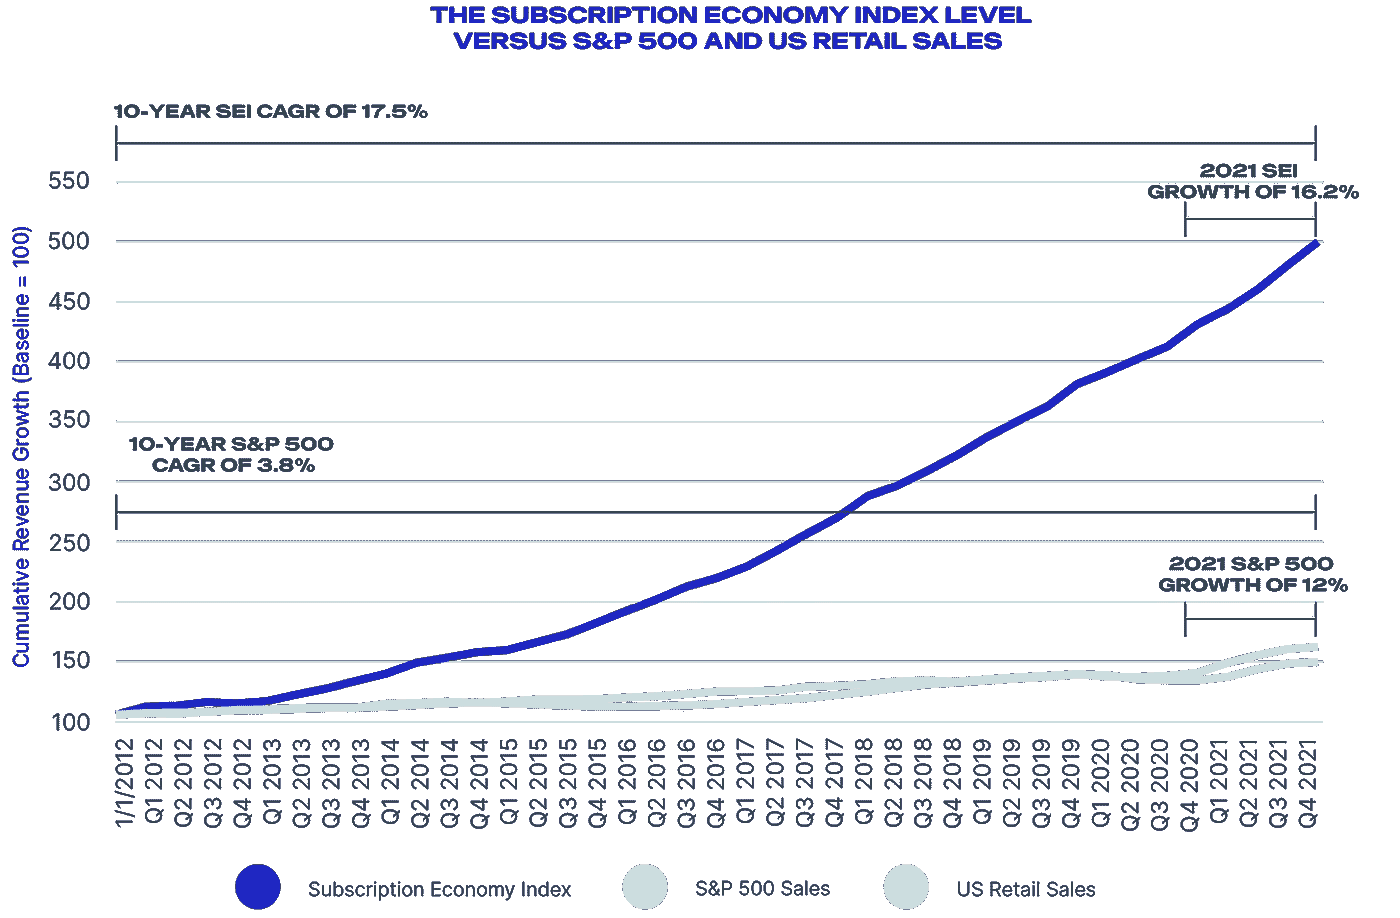 THE SUBSCRIPTION ECONOMY INDEX LEVEL
VERSUS S&P 500 AND US RETAIL SALES
10-YEAR SEI CAGR OF 17.5%
2021 SEI
GROWTH OF 16.2%
10-YEAR S&P 500
CAGR OF 3.8%
2021 S&P 500
GROWTH OF 12%
Cumulative Revenue Growth (Baseline = 100)
550
500
450
400
350
300
250
200
150
100
1/1/2012
Q1 2012
Q2 2012
Q3 2012
Q4 2012
Q1 2013
Q2 2013
Q3 2013
Q4 2013
Q1 2014
Q2 2014
Q3 2014
Q4 2014
Q1 2015
Q2 2015
Q3 2015
Q4 2015
Q1 2016
Q2 2016
Q3 2016
Q4 2016
Q1 2017
Q2 2017
Q3 2017
Q4 2017
Q1 2018
Q2 2018
Q3 2018
Q4 2018
Q1 2019
Q2 2019
Q3 2019
Q4 2019
Q1 2020
Q2 2020
Q3 2020
Q4 2020
Q1 2021
Q2 2021
Q3 2021
Q4 2021
Subscription Economy Index
S&P 500 Sales
US Retail Sales